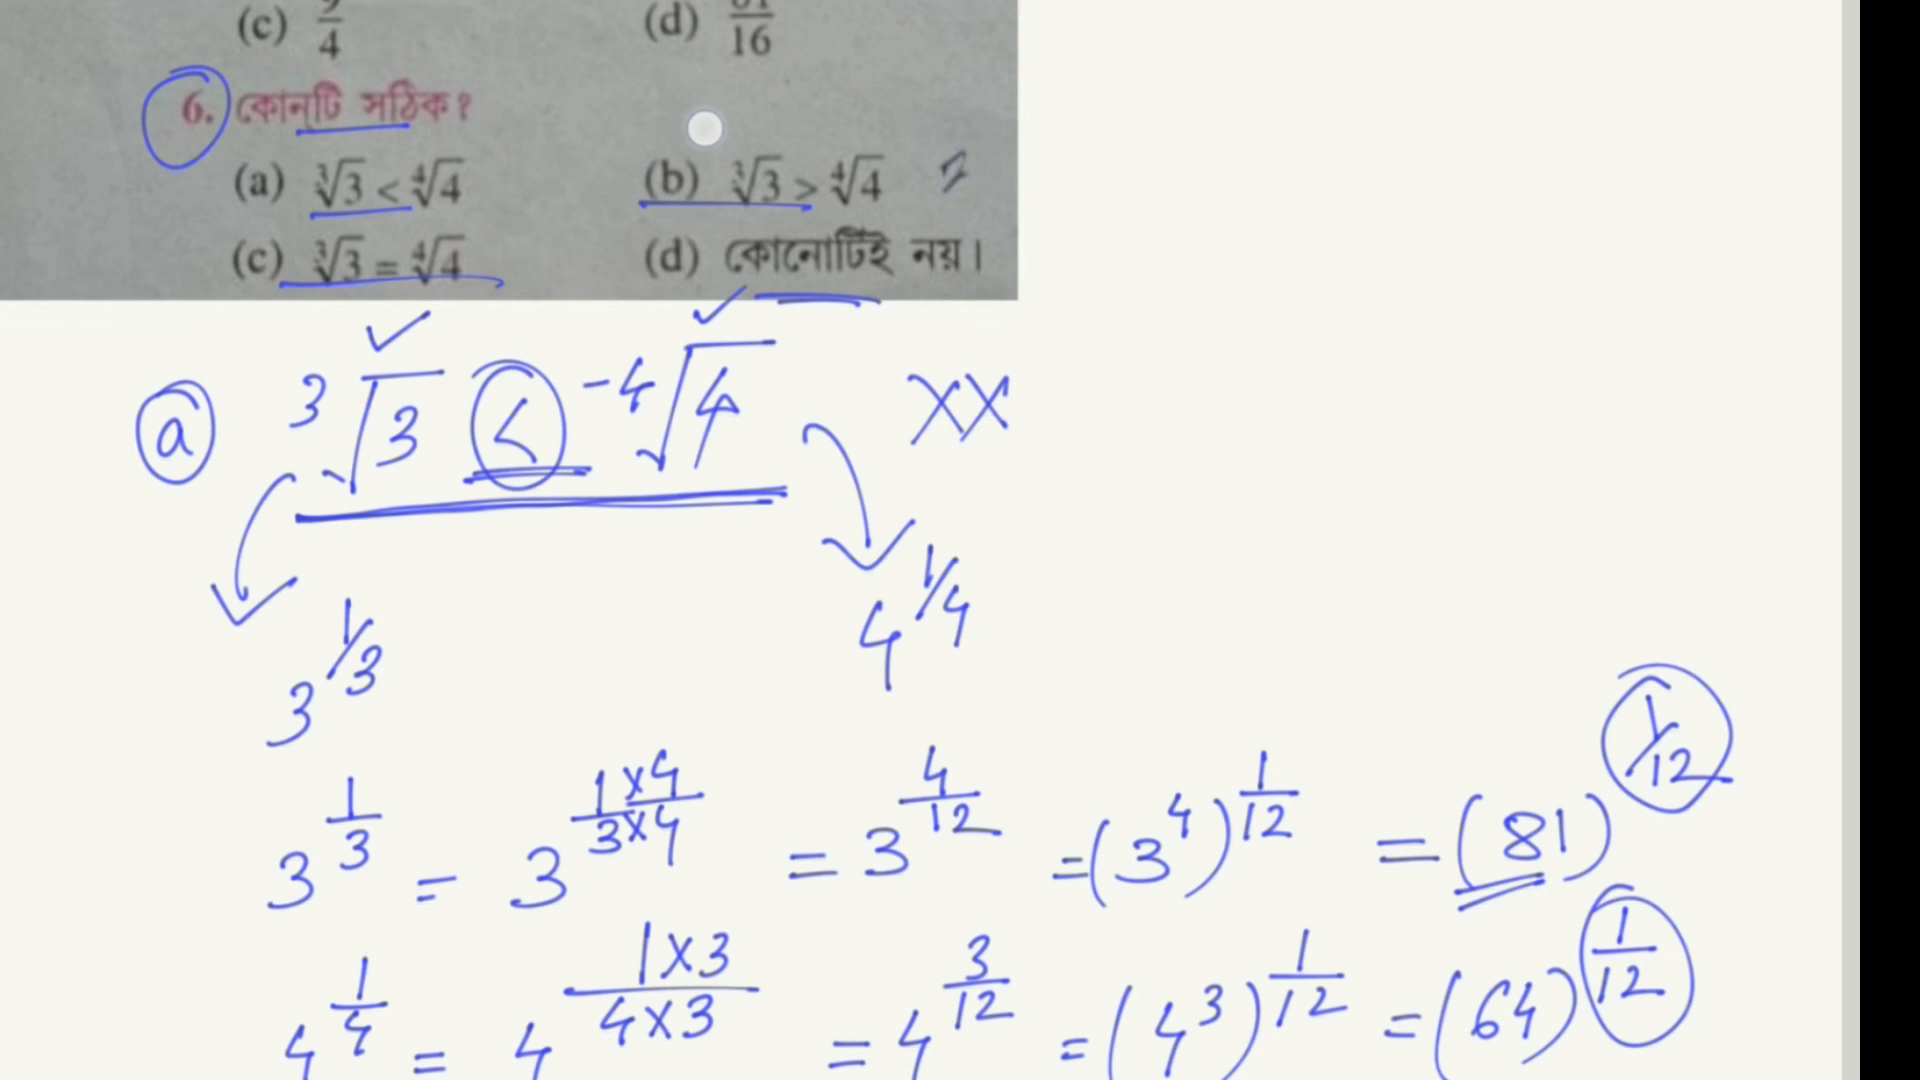 (c) 9/4 (d) 81/16
6. কোন্‌টি সঠিক?
(a) ∛3 < ∜4 (b) ∛3 > ∜4
(c) ∛3 = ∜4 (d) কোনোটিই নয়।
a ∛3 < -∜4 XX
3^(1/3) 4^(1/4)
3^(1/3) = 3^((1×4)/(3×4)) = 3^(4/12) = (3^4)^(1/12) = (81)^(1/12)
4^(1/4) = 4^((1×3)/(4×3)) = 4^(3/12) = (4^3)^(1/12) = (64)^(1/12)